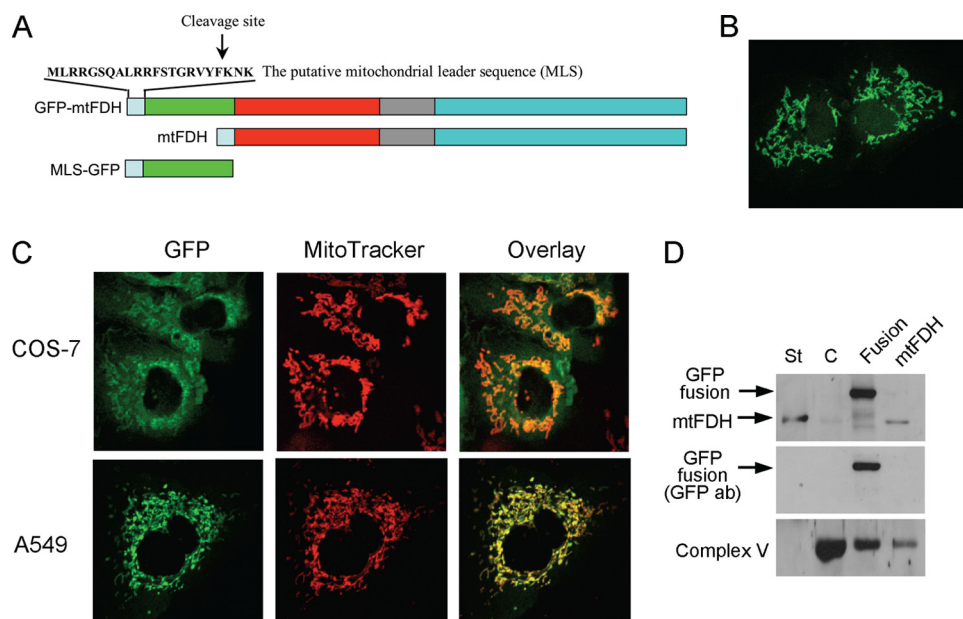 A
Cleavage site
MLRRGSQALRRFSTGRVYFKNK The putative mitochondrial leader sequence (MLS)
GFP-mtFDH
mtFDH
MLS-GFP
B
C
GFP MitoTracker Overlay
COS-7
A549
D
St C Fusion mtFDH
GFP
fusion
mtFDH
GFP
fusion
(GFP ab)
Complex V